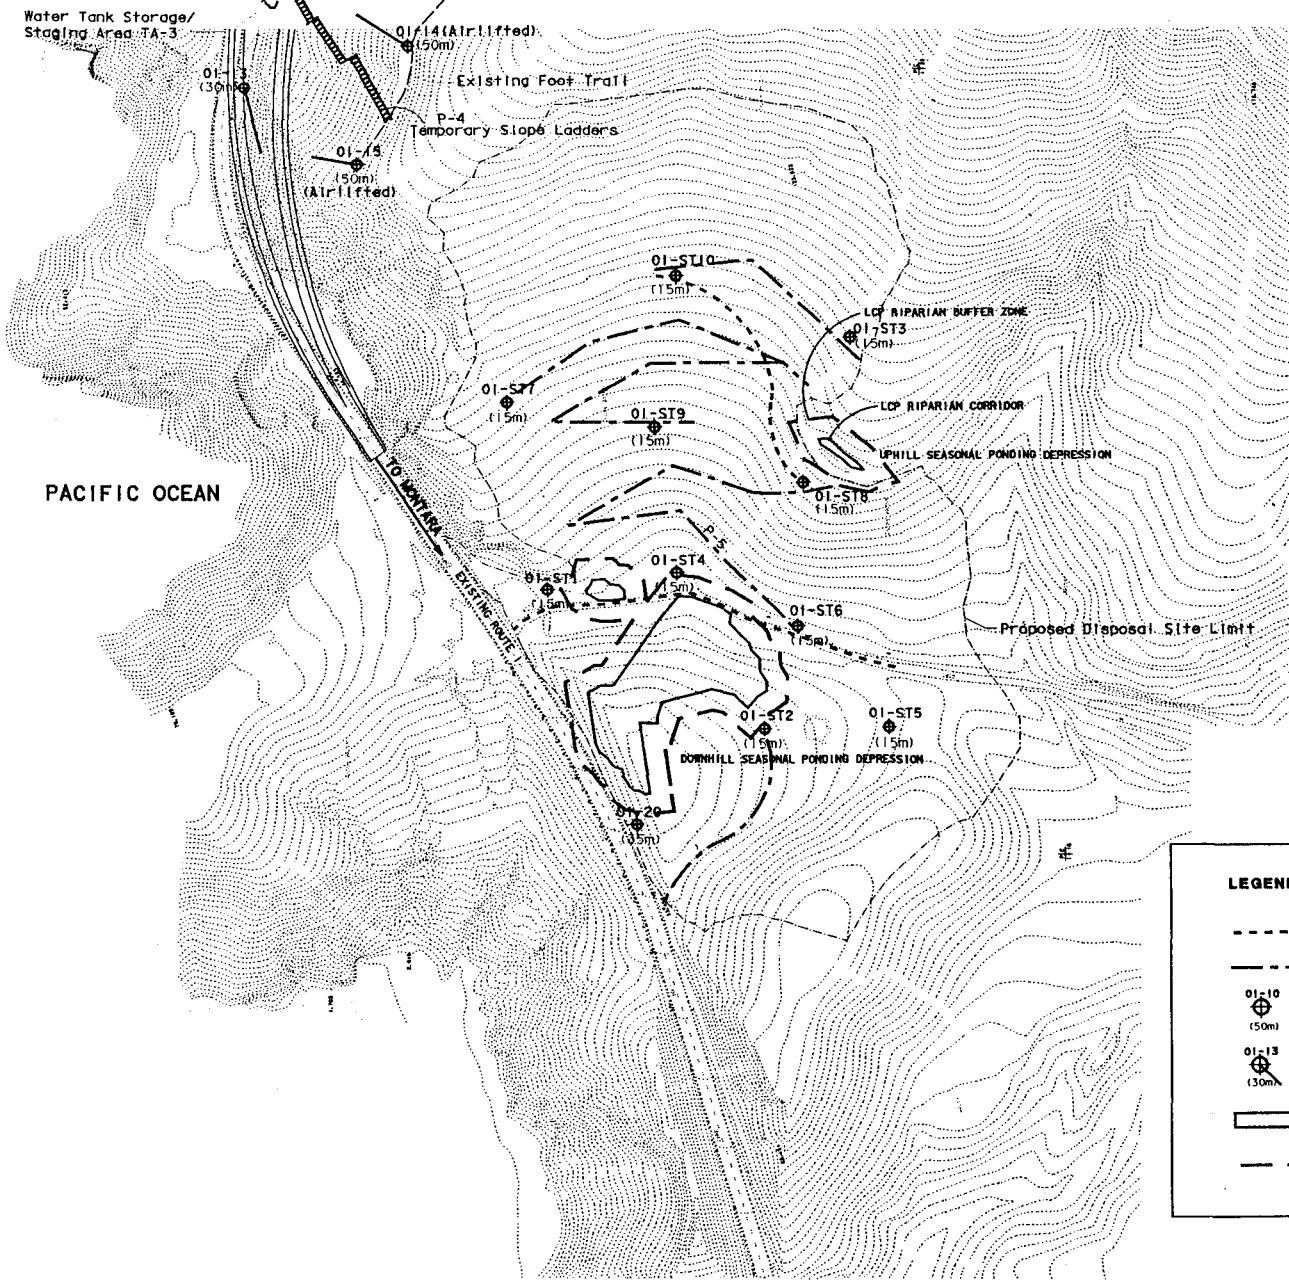 Water Tank Storage/
Staging Area TA-3
01-14(Airlifted)
(50m)
01-13
(30m)
Existing Foot Trail
P-4
Temporary Slope Ladders
01-15
(50m)
(Airlifted)
01-ST10
(15m)
LCP RIPARIAN BUFFER ZONE
01-ST3
(15m)
01-ST7
(15m)
01-ST9
(15m)
LCP RIPARIAN CORRIDOR
UPHILL SEASONAL PONDING DEPRESSION
PACIFIC OCEAN
TO MONTARA
01-ST8
(15m)
P-5
01-ST4
(15m)
01-ST1
(15m)
EXISTING ROUTE 1
01-ST6
(15m)
Proposed Disposal Site Limit
01-ST2
(15m)
01-ST5
(15m)
DOWNHILL SEASONAL PONDING DEPRESSION
01-20
(35m)
LEGEN
01-10
(50m)
01-13
(30m)